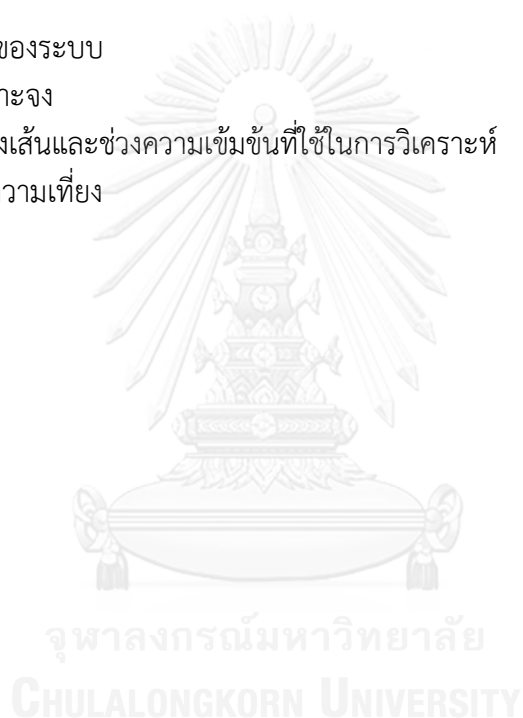 ของระบบ
าะจง
งเส้นและช่วงความเข้มข้นที่ใช้ในการวิเคราะห์
ความเที่ยง
จุฬาลงกรณ์มหาวิทยาลัย
CHULALONGKORN UNIVERSITY